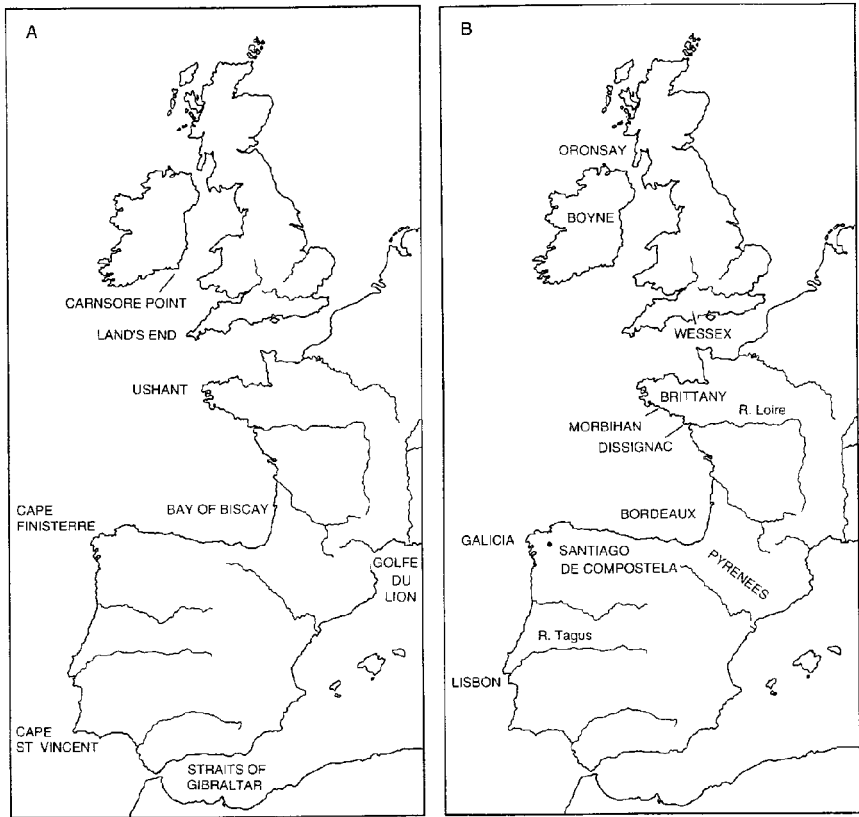 A
CARNSORE POINT
LAND'S END
USHANT
BAY OF BISCAY
CAPE
FINISTERRE
GOLFE
DU
LION
CAPE
ST VINCENT
STRAITS OF
GIBRALTAR
B
ORONSAY
BOYNE
WESSEX
BRITTANY
R. Loire
MORBIHAN
DISSIGNAC
BORDEAUX
GALICIA
SANTIAGO
DE COMPOSTELA
PYRENEES
R. Tagus
LISBON